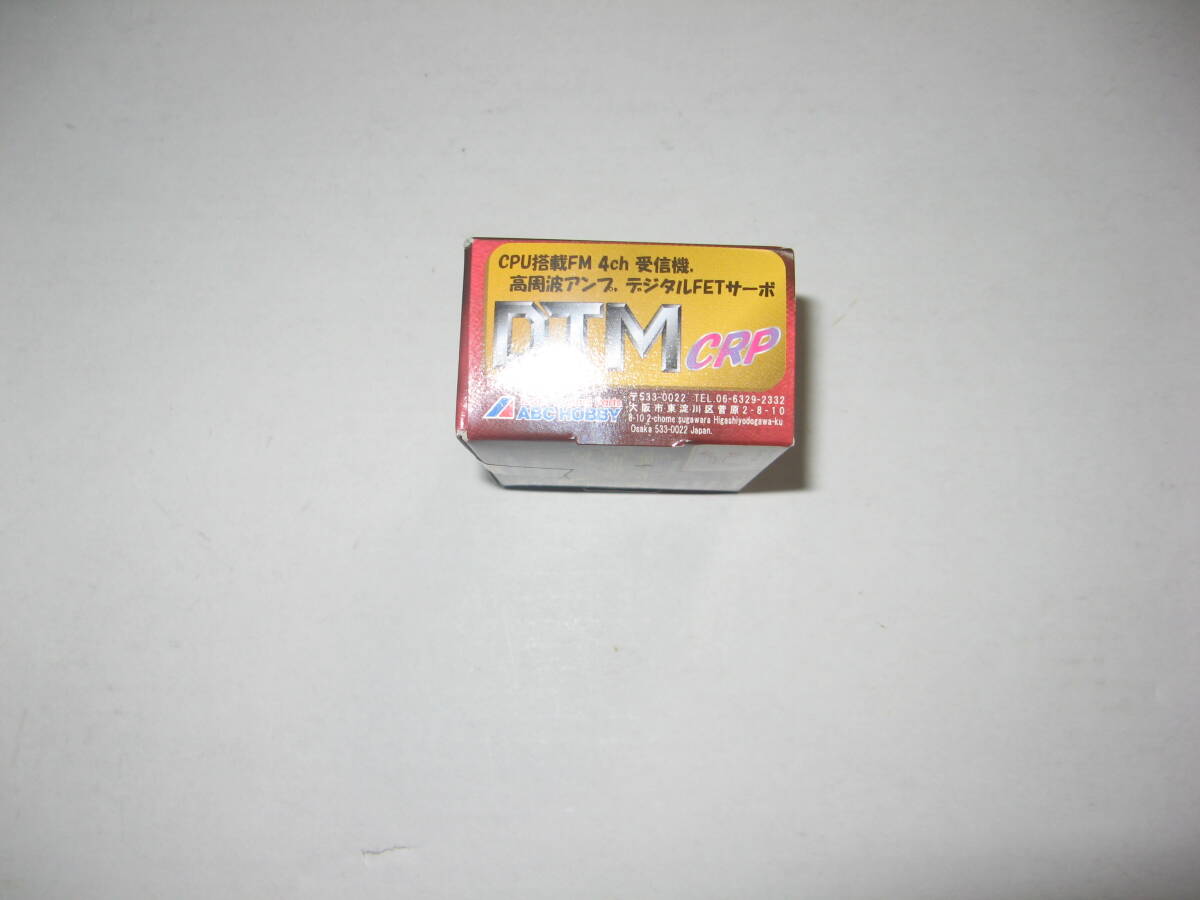 CPU搭載FM 4ch 受信機.
高周波アンプ. デジタルFETサーボ
DTM CRP
ABC HOBBY
〒533-0022 TEL.06-6329-2332
大阪市東淀川区菅原2-8-10
8-10 2-chome sugawara Higashiyodogawa-ku
Osaka 533-0022 Japan.